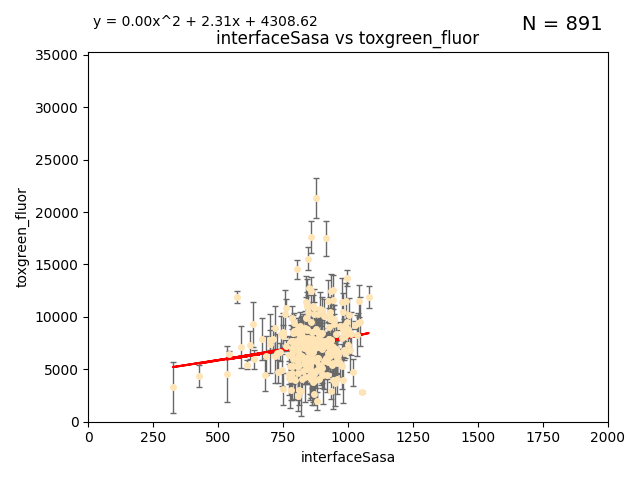 y = 0.00x^2 + 2.31x + 4308.62
N = 891
interfaceSasa vs toxgreen_fluor
35000
30000
25000
20000
15000
10000
5000
0
toxgreen_fluor
0 250 500 750 1000 1250 1500 1750 2000
interfaceSasa